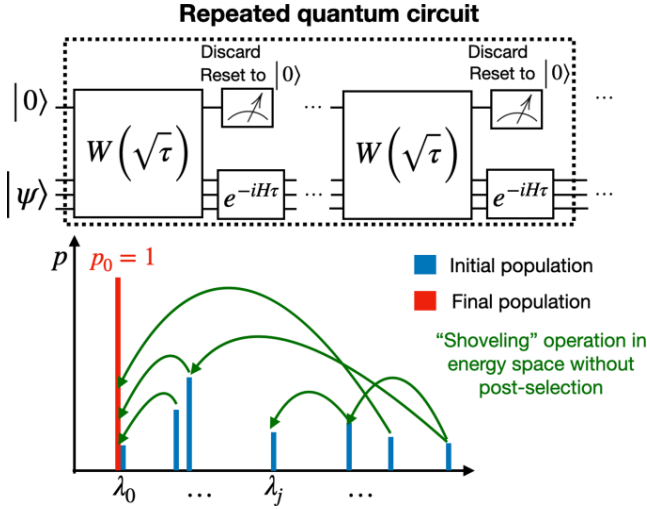 Repeated quantum circuit
Discard
Reset to |0⟩
Discard
Reset to |0⟩
|0⟩
...
...
W(√τ)
W(√τ)
|ψ⟩
e^{-iHτ}
...
e^{-iHτ}
...
p
p₀ = 1
Initial population
Final population
“Shoveling” operation in
energy space without
post-selection
λ₀ ... λⱼ ...